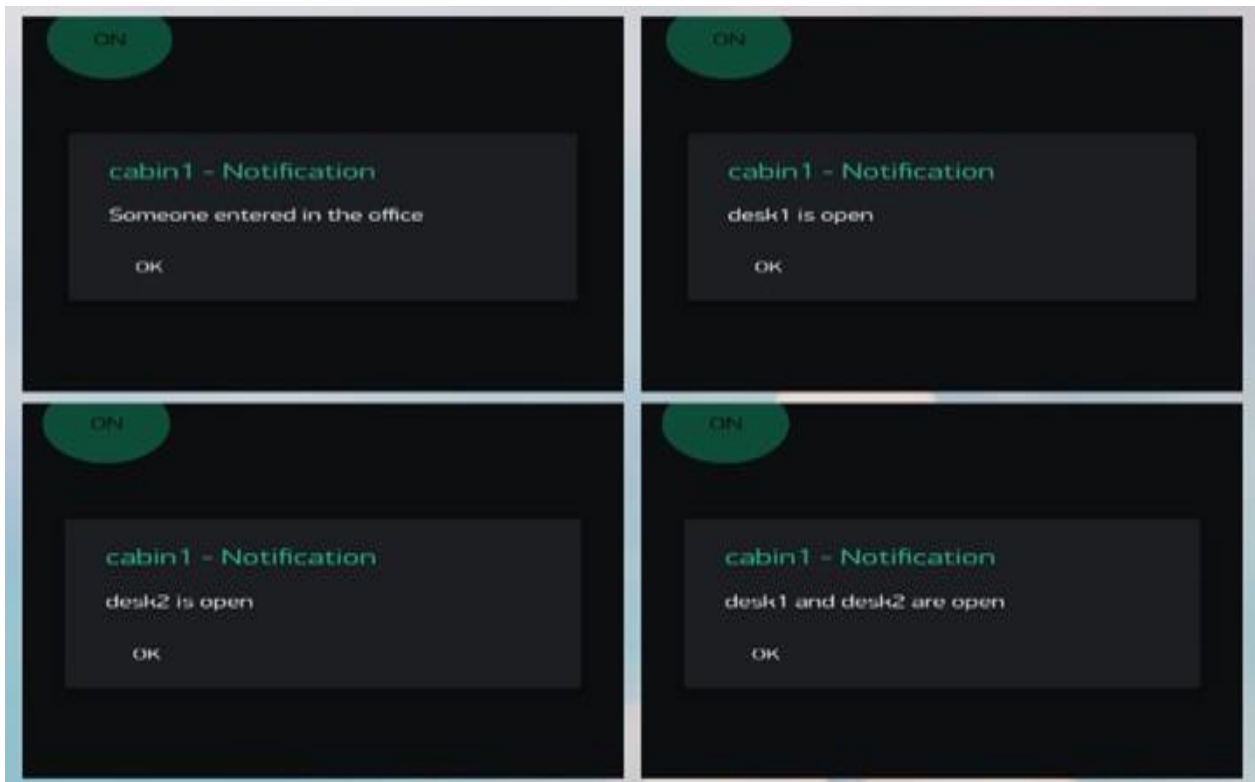 ON
cabin1 - Notification
Someone entered in the office
OK
ON
cabin1 - Notification
desk1 is open
OK
ON
cabin1 - Notification
desk2 is open
OK
ON
cabin1 - Notification
desk1 and desk2 are open
OK